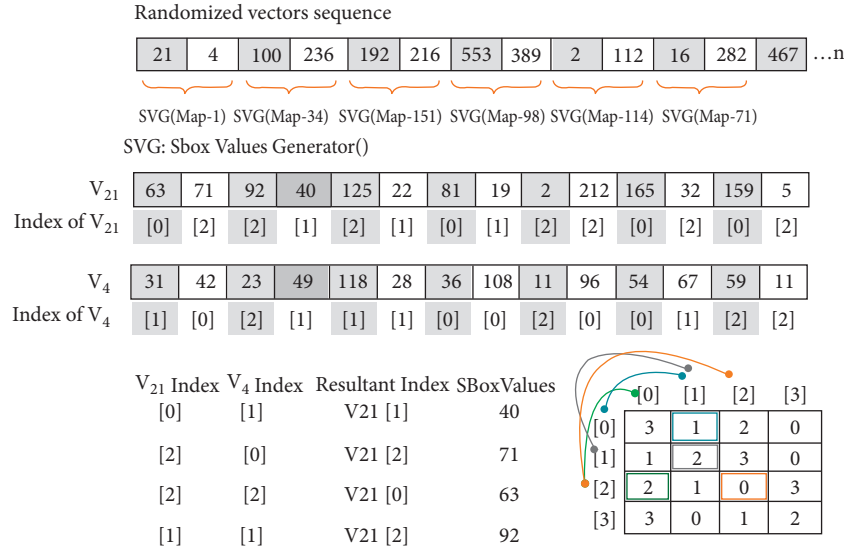 Randomized vectors sequence
21 4 100 236 192 216 553 389 2 112 16 282 467 ...n
SVG(Map-1) SVG(Map-34) SVG(Map-151) SVG(Map-98) SVG(Map-114) SVG(Map-71)
SVG: Sbox Values Generator()
V21 63 71 92 40 125 22 81 19 2 212 165 32 159 5
Index of V21 [0] [2] [2] [1] [2] [1] [0] [1] [2] [2] [0] [2] [0] [2]
V4 31 42 23 49 118 28 36 108 11 96 54 67 59 11
Index of V4 [1] [0] [2] [1] [1] [1] [0] [0] [2] [0] [0] [1] [2] [2]
V21 Index V4 Index Resultant Index SBoxValues
[0] [1] V21 [1] 40
[2] [0] V21 [2] 71
[2] [2] V21 [0] 63
[1] [1] V21 [2] 92
[0] [1] [2] [3]
[0] 3 1 2 0
[1] 1 2 3 0
[2] 2 1 0 3
[3] 3 0 1 2